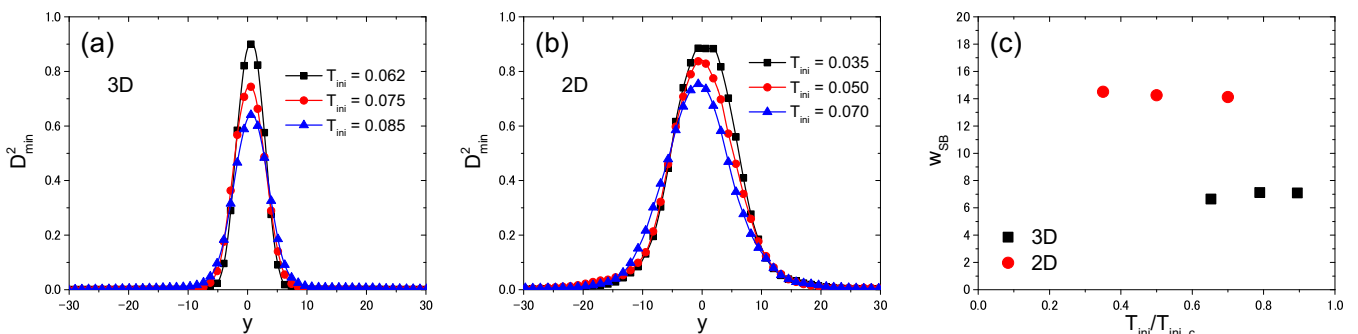 (a)
3D
T_ini = 0.062
T_ini = 0.075
T_ini = 0.085
D²_min
1.0
0.8
0.6
0.4
0.2
0.0
−30 −20 −10 0 10 20 30
y
(b)
2D
T_ini = 0.035
T_ini = 0.050
T_ini = 0.070
D²_min
1.0
0.8
0.6
0.4
0.2
0.0
−30 −20 −10 0 10 20 30
y
(c)
w_SB
20
18
16
14
12
10
8
6
4
2
0
3D
2D
0.0 0.2 0.4 0.6 0.8 1.0
T_ini/T_ini,c